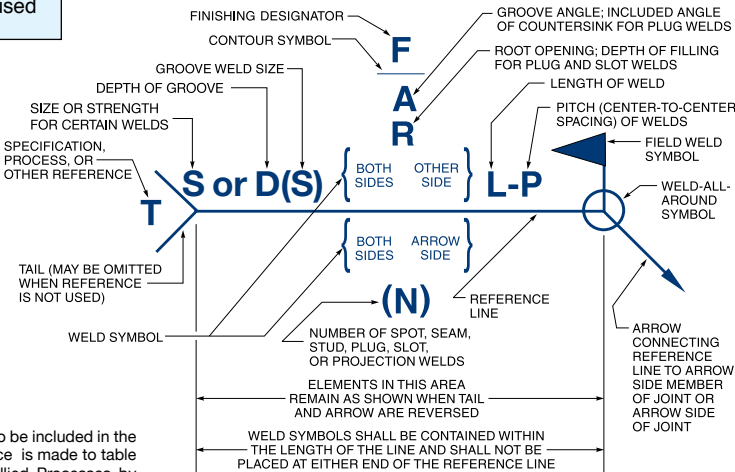 used
FINISHING DESIGNATOR
CONTOUR SYMBOL
GROOVE WELD SIZE
DEPTH OF GROOVE
SIZE OR STRENGTH
FOR CERTAIN WELDS
SPECIFICATION,
PROCESS, OR
OTHER REFERENCE
F
A
R
GROOVE ANGLE; INCLUDED ANGLE
OF COUNTERSINK FOR PLUG WELDS
ROOT OPENING; DEPTH OF FILLING
FOR PLUG AND SLOT WELDS
LENGTH OF WELD
PITCH (CENTER-TO-CENTER
SPACING) OF WELDS
FIELD WELD
SYMBOL
WELD-ALL-
AROUND
SYMBOL
T
S or D(S)
{ BOTH SIDES OTHER SIDE }
L-P
{ BOTH SIDES ARROW SIDE }
(N)
TAIL (MAY BE OMITTED
WHEN REFERENCE
IS NOT USED)
WELD SYMBOL
NUMBER OF SPOT, SEAM,
STUD, PLUG, SLOT,
OR PROJECTION WELDS
REFERENCE
LINE
ARROW
CONNECTING
REFERENCE
LINE TO ARROW
SIDE MEMBER
OF JOINT OR
ARROW SIDE
OF JOINT
ELEMENTS IN THIS AREA
REMAIN AS SHOWN WHEN TAIL
AND ARROW ARE REVERSED
WELD SYMBOLS SHALL BE CONTAINED WITHIN
THE LENGTH OF THE LINE AND SHALL NOT BE
PLACED AT EITHER END OF THE REFERENCE LINE
o be included in the
ce is made to table